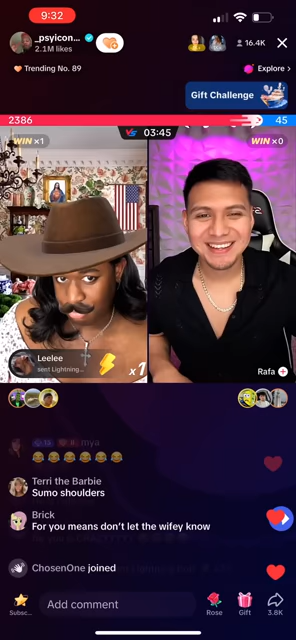 9:32
_psyicon...
2.1M likes
16.4K
Trending No. 89
Explore >
Gift Challenge
2386
45
WIN ×1
VS 03:45
WIN ×0
Leelee
sent Lightning...
x1
Rafa
mya
Terri the Barbie
Sumo shoulders
Brick
For you means don't let the wifey know
ChosenOne joined
Subsc...
Add comment
Rose
Gift
3.8K